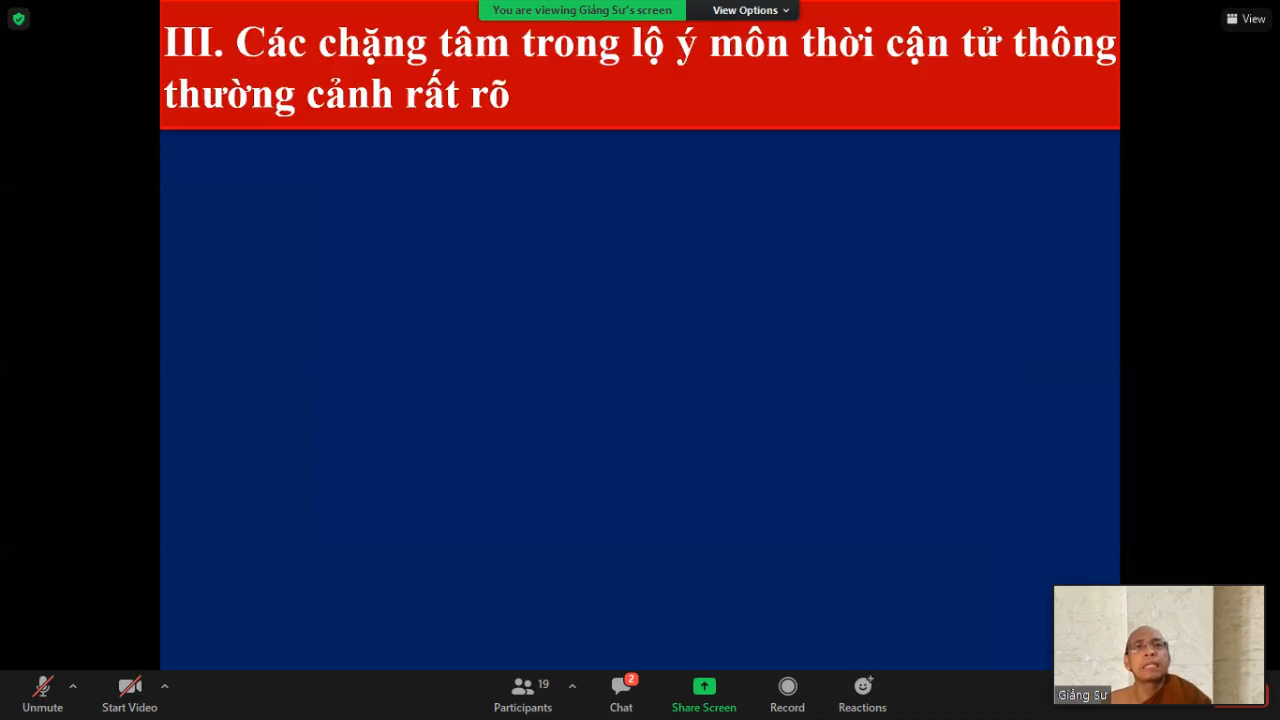 You are viewing Giảng Sư's screen
View Options
View
III. Các chặng tâm trong lộ ý môn thời cận tử thông
thường cảnh rất rõ
Giảng Sư
Unmute
Start Video
19
Participants
2
Chat
Share Screen
Record
Reactions